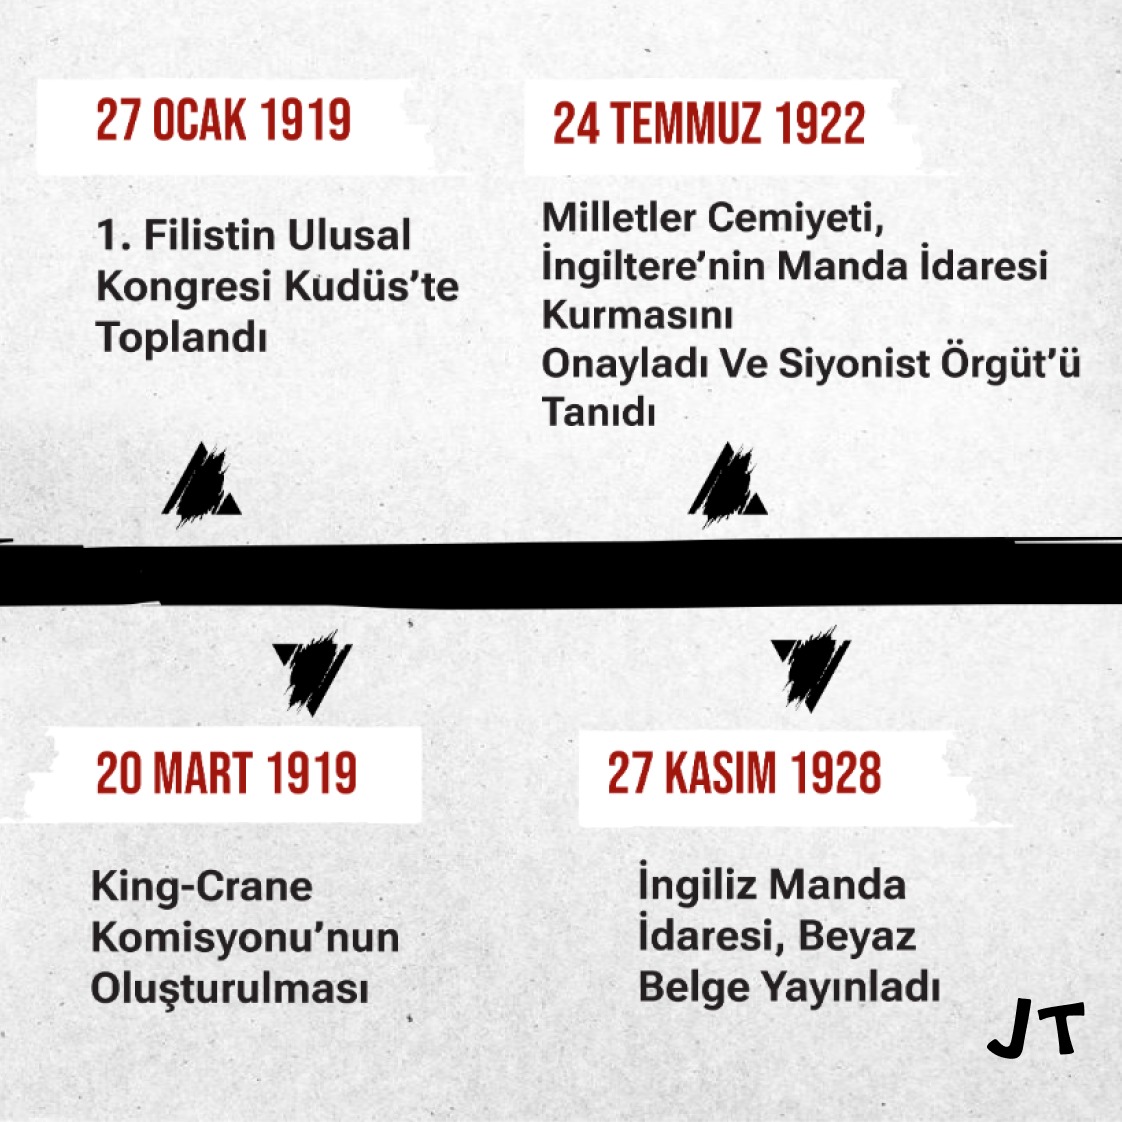 27 OCAK 1919
1. Filistin Ulusal
Kongresi Kudüs’te
Toplandı
24 TEMMUZ 1922
Milletler Cemiyeti,
İngiltere’nin Manda İdaresi
Kurmasını
Onayladı Ve Siyonist Örgüt’ü
Tanıdı
20 MART 1919
King-Crane
Komisyonu’nun
Oluşturulması
27 KASIM 1928
İngiliz Manda
İdaresi, Beyaz
Belge Yayınladı
JT